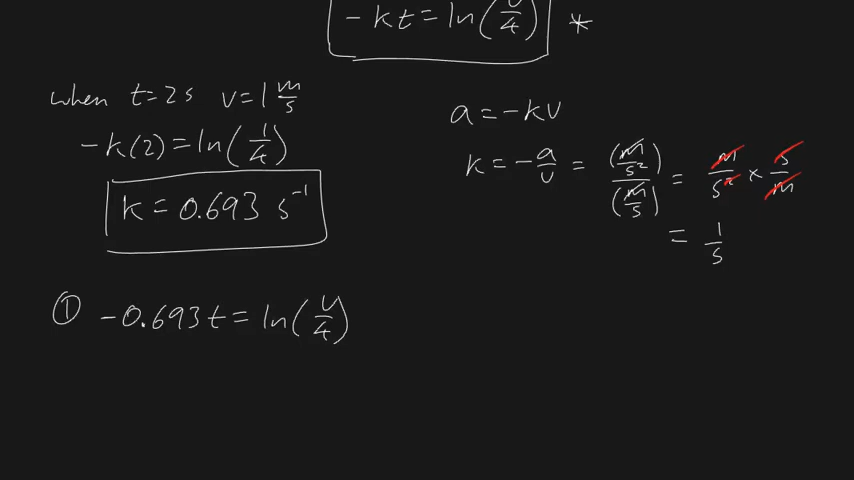 -kt = ln(v/4) *
when t=2s v=1 m/s
-k(2) = ln(1/4)
k = 0.693 s⁻¹
a = -kv
k = -a/v = (m/s²)/(m/s) = m/s² × s/m
= 1/s
① -0.693t = ln(v/4)